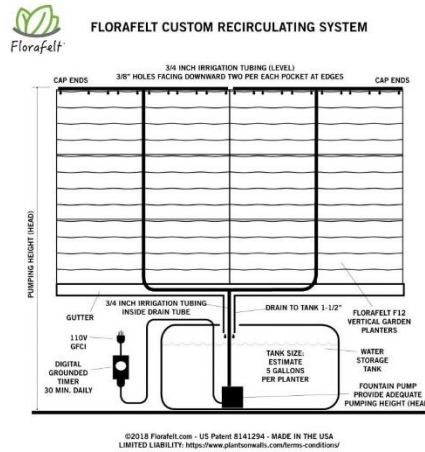 Florafelt
FLORAFELT CUSTOM RECIRCULATING SYSTEM
3/4 INCH IRRIGATION TUBING (LEVEL)
3/8" HOLES FACING DOWNWARD TWO PER EACH POCKET AT EDGES
CAP ENDS
CAP ENDS
PUMPING HEIGHT (HEAD)
GUTTER
3/4 INCH IRRIGATION TUBING
INSIDE DRAIN TUBE
DRAIN TO TANK 1-1/2"
FLORAFELT F12
VERTICAL GARDEN
PLANTERS
110V
GFCI
DIGITAL
GROUNDED
TIMER
30 MIN. DAILY
TANK SIZE:
ESTIMATE
5 GALLONS
PER PLANTER
WATER
STORAGE
TANK
FOUNTAIN PUMP
PROVIDE ADEQUATE
PUMPING HEIGHT (HEA
©2018 Florafelt.com - US Patent 8141294 - MADE IN THE USA
LIMITED LIABILITY: https://www.plantsonwalls.com/terms-conditions/